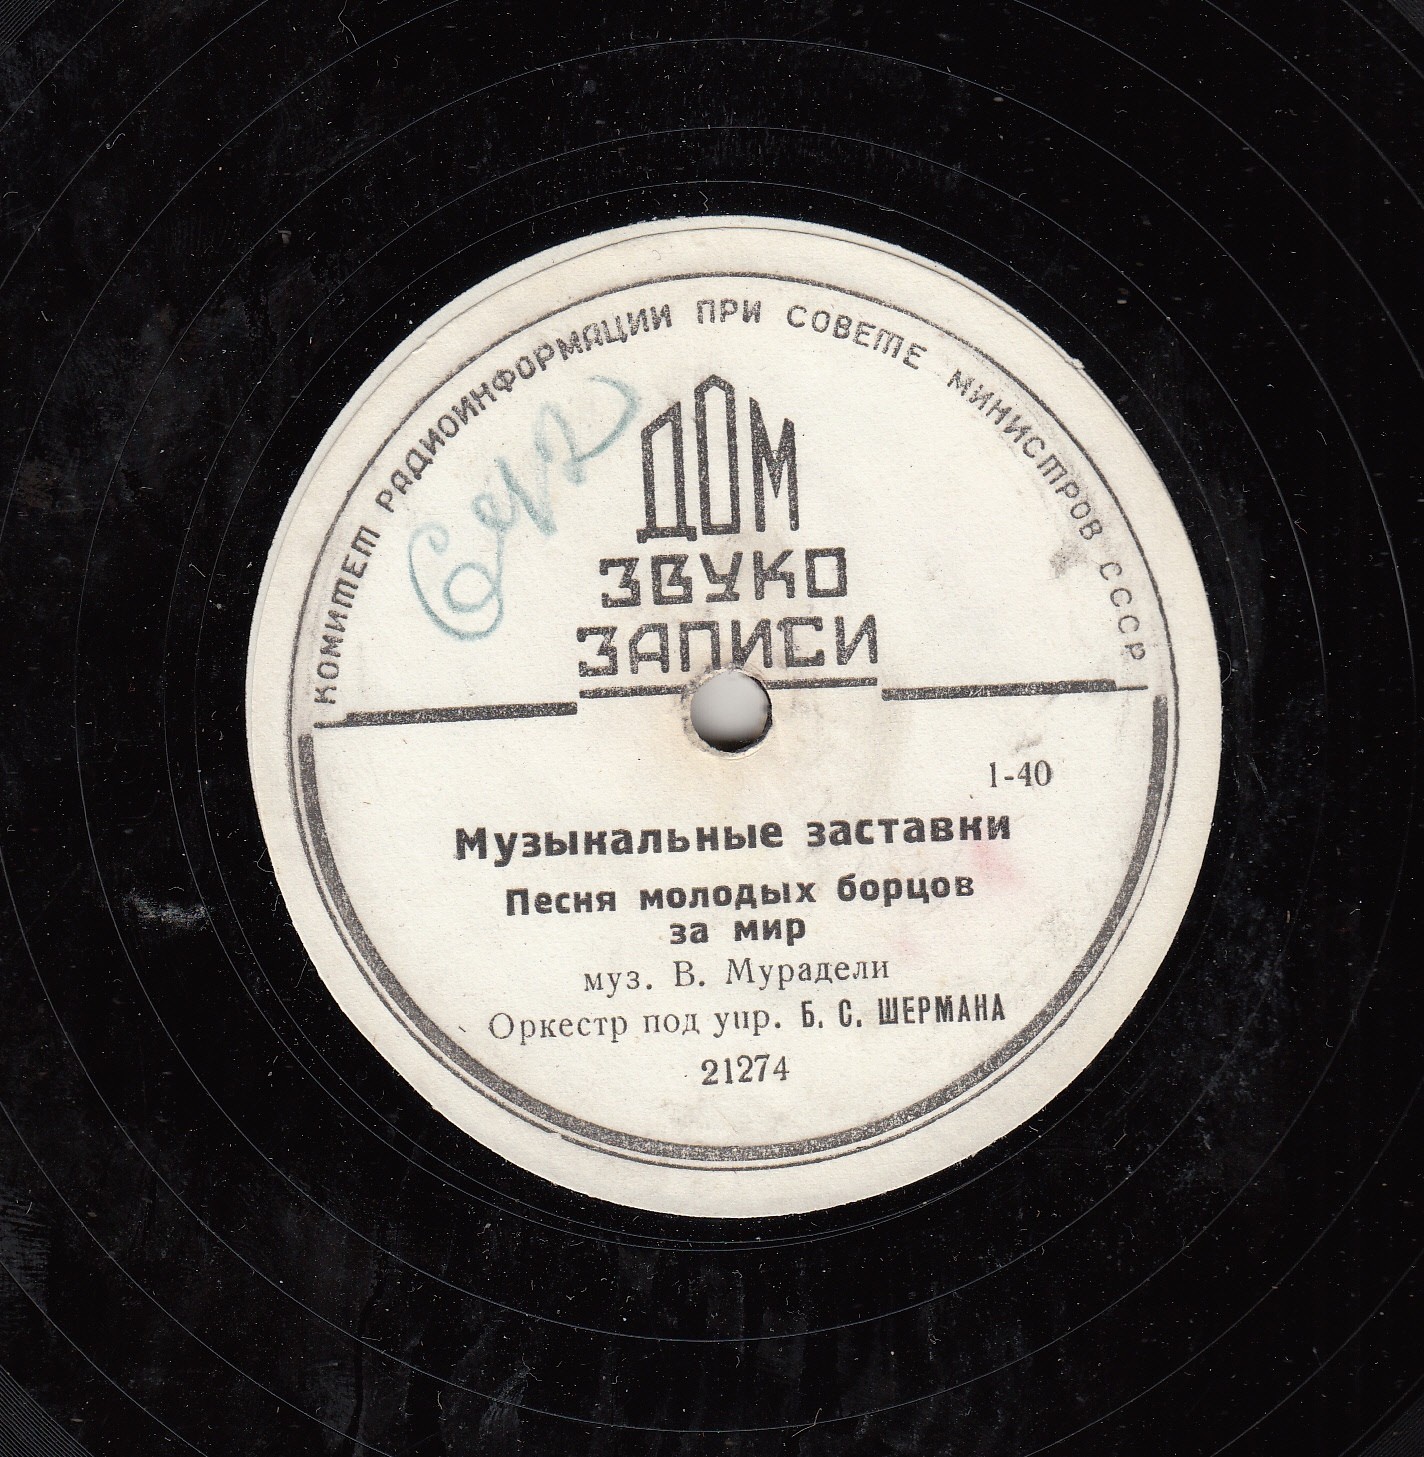 КОМИТЕТ РАДИОИНФОРМАЦИИ ПРИ СОВЕТЕ МИНИСТРОВ СССР
ДОМ
ЗВУКО
ЗАПИСИ
1-40
Музыкальные заставки
Песня молодых борцов
за мир
муз. В. Мурадели
Оркестр под упр. Б. С. ШЕРМАНА
21274